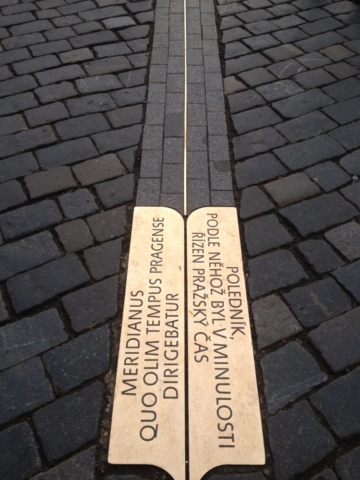 MERIDIANUS
QUO OLIM TEMPUS PRAGENSE
DIRIGEBATUR
POLEDNÍK,
PODLE NĚHOŽ BYL V MINULOSTI
ŘÍZEN PRAŽSKÝ ČAS